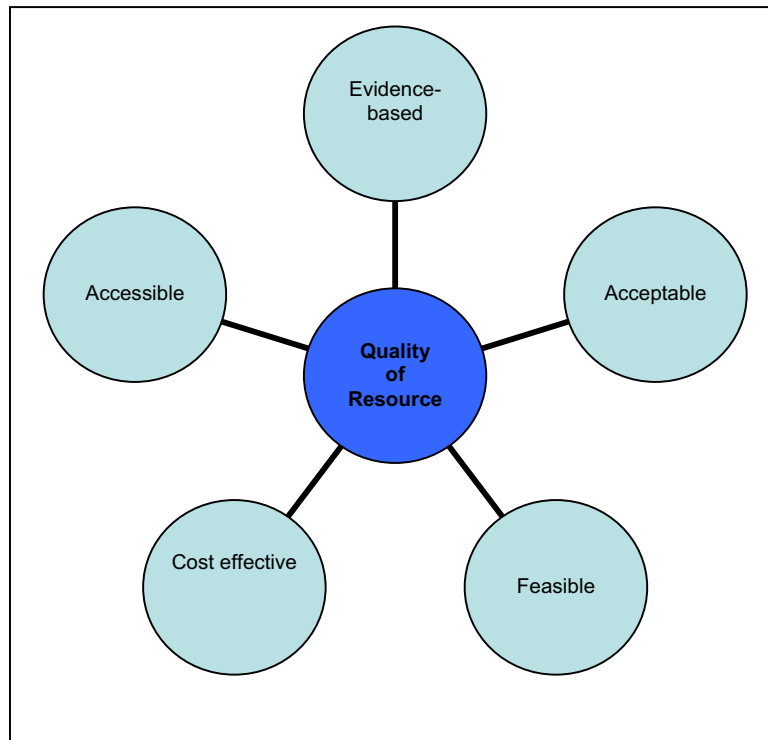 Evidence-
based
Accessible
Acceptable
Quality
of
Resource
Cost effective
Feasible